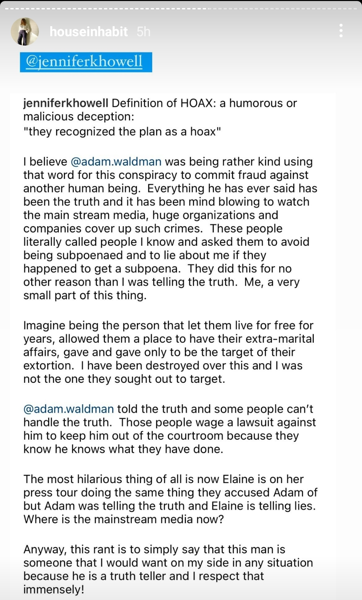 househinhabit 5h
@jenniferkhowell
jenniferkhowell Definition of HOAX: a humorous or
malicious deception:
"they recognized the plan as a hoax"
I believe @adam.waldman was being rather kind using
that word for this conspiracy to commit fraud against
another human being. Everything he has ever said has
been the truth and it has been mind blowing to watch
the main stream media, huge organizations and
companies cover up such crimes. These people
literally called people I know and asked them to avoid
being subpoenaed and to lie about me if they
happened to get a subpoena. They did this for no
other reason than I was telling the truth. Me, a very
small part of this thing.
Imagine being the person that let them live for free for
years, allowed them a place to have their extra-marital
affairs, gave and gave only to be the target of their
extortion. I have been destroyed over this and I was
not the one they sought out to target.
@adam.waldman told the truth and some people can't
handle the truth. Those people wage a lawsuit against
him to keep him out of the courtroom because they
know he knows what they have done.
The most hilarious thing of all is now Elaine is on her
press tour doing the same thing they accused Adam of
but Adam was telling the truth and Elaine is telling lies.
Where is the mainstream media now?
Anyway, this rant is to simply say that this man is
someone that I would want on my side in any situation
because he is a truth teller and I respect that
immensely!